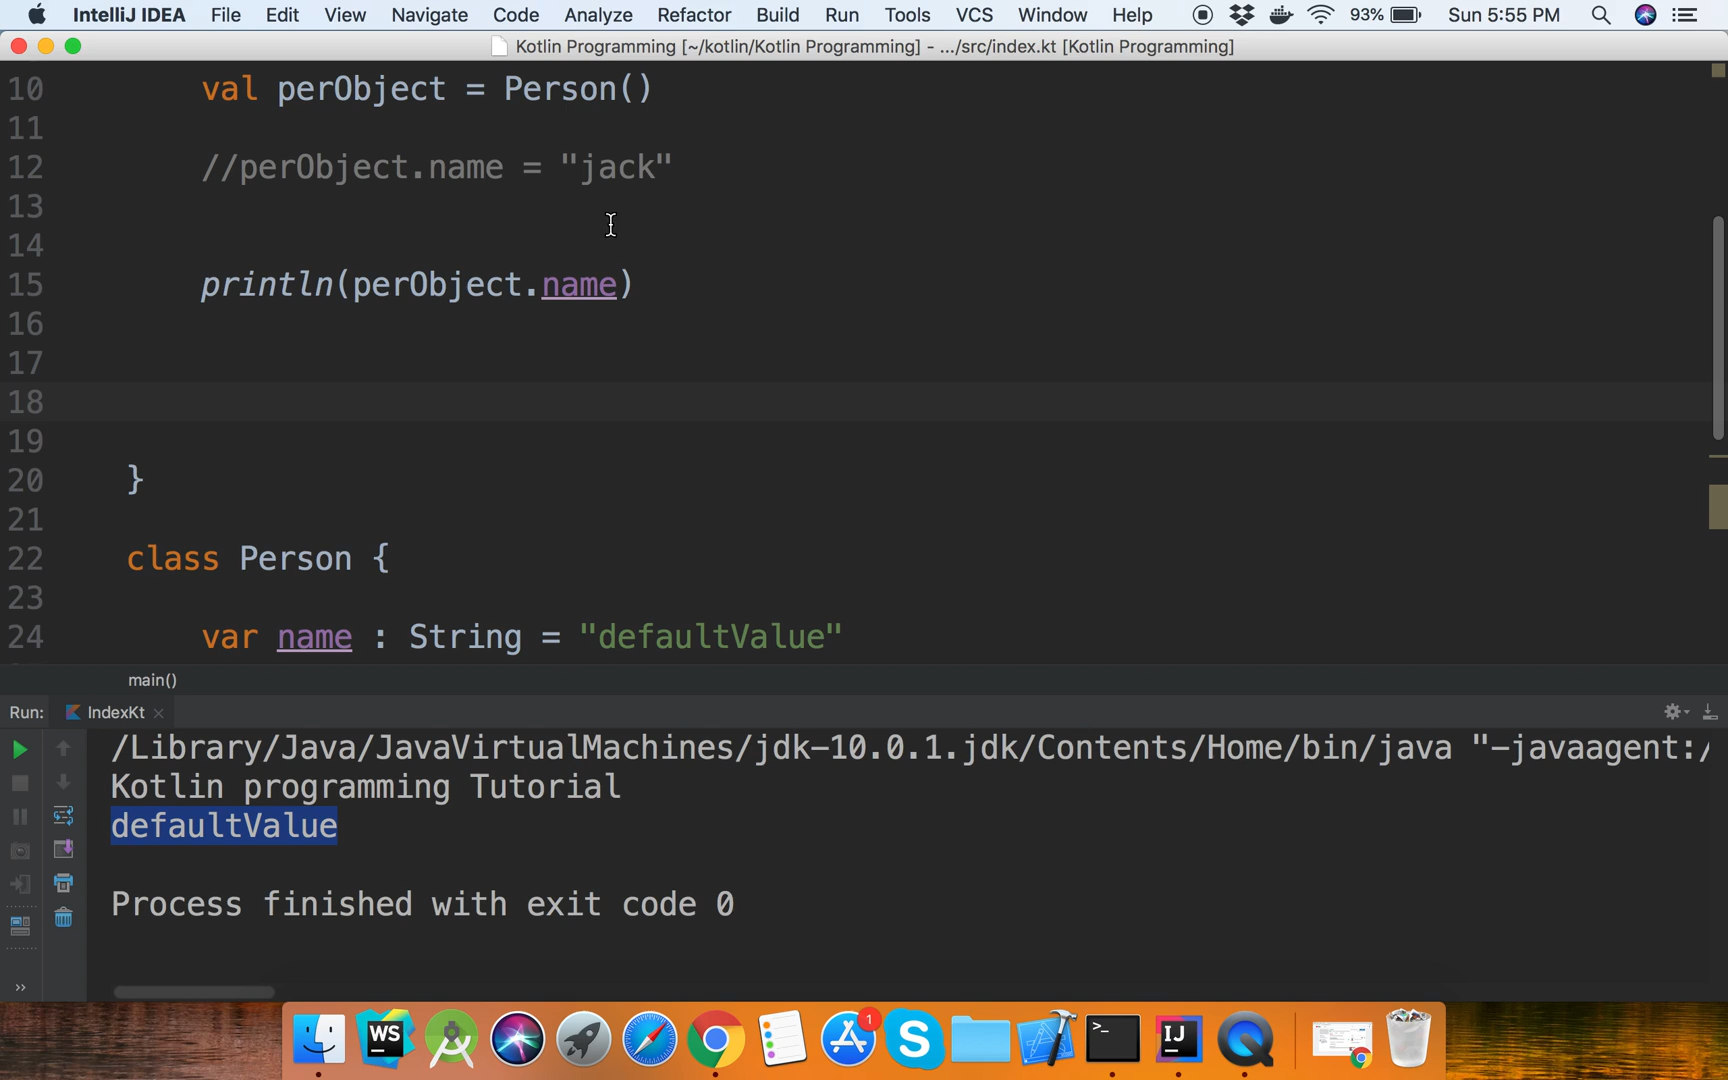 IntelliJ IDEA File Edit View Navigate Code Analyze Refactor Build Run Tools VCS Window Help 93% Sun 5:55 PM
Kotlin Programming [~/kotlin/Kotlin Programming] - .../src/index.kt [Kotlin Programming]
10 val perObject = Person()
11
12 //perObject.name = "jack"
13
14
15 println(perObject.name)
16
17
18
19
20 }
21
22 class Person {
23
24 var name : String = "defaultValue"
main()
Run: IndexKt
/Library/Java/JavaVirtualMachines/jdk-10.0.1.jdk/Contents/Home/bin/java "-javaagent:/
Kotlin programming Tutorial
defaultValue
Process finished with exit code 0
»
WS 1 S >_ IJ